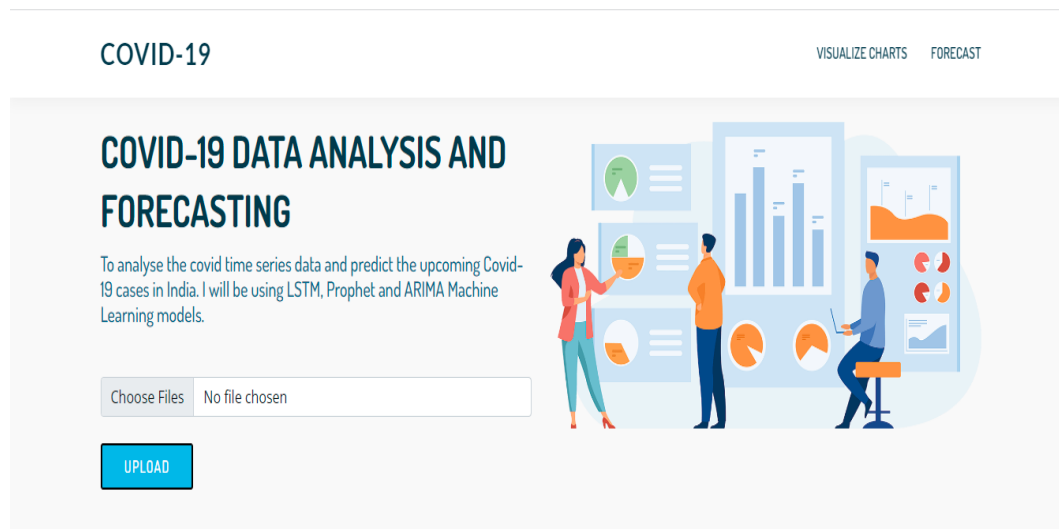 COVID-19
VISUALIZE CHARTS
FORECAST
COVID-19 DATA ANALYSIS AND
FORECASTING
To analyse the covid time series data and predict the upcoming Covid-
19 cases in India. I will be using LSTM, Prophet and ARIMA Machine
Learning models.
Choose Files
No file chosen
UPLOAD